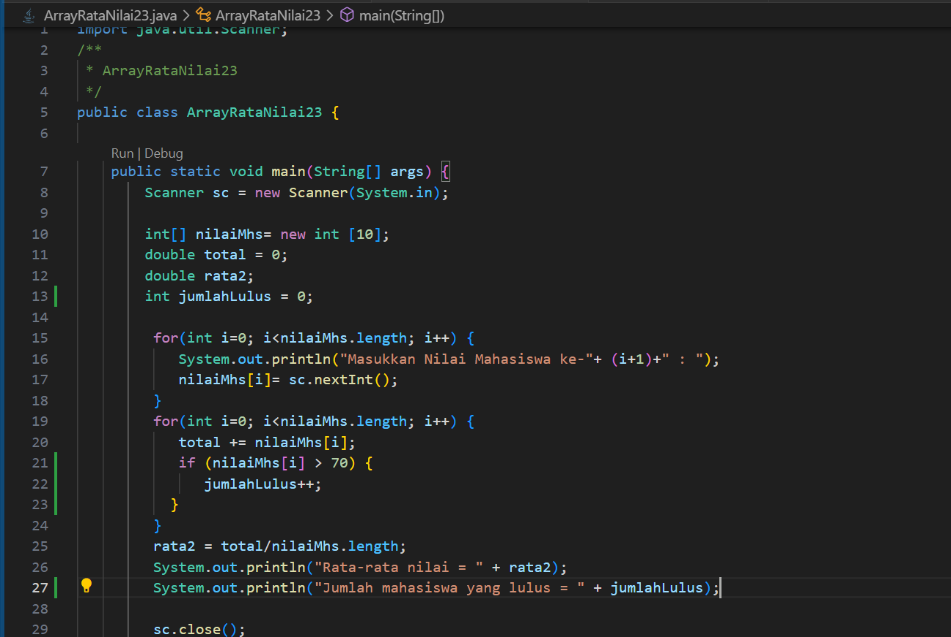 ArrayRataNilai23.java > ArrayRataNilai23 > main(String[])
1 import java.util.Scanner;
2 /**
3 * ArrayRataNilai23
4 */
5 public class ArrayRataNilai23 {
6
Run | Debug
7 public static void main(String[] args) {
8 Scanner sc = new Scanner(System.in);
9
10 int[] nilaiMhs= new int [10];
11 double total = 0;
12 double rata2;
13 int jumlahLulus = 0;
14
15 for(int i=0; i<nilaiMhs.length; i++) {
16 System.out.println("Masukkan Nilai Mahasiswa ke-"+ (i+1)+" : ");
17 nilaiMhs[i]= sc.nextInt();
18 }
19 for(int i=0; i<nilaiMhs.length; i++) {
20 total += nilaiMhs[i];
21 if (nilaiMhs[i] > 70) {
22 jumlahLulus++;
23 }
24 }
25 rata2 = total/nilaiMhs.length;
26 System.out.println("Rata-rata nilai = " + rata2);
27 System.out.println("Jumlah mahasiswa yang lulus = " + jumlahLulus);
28
29 sc.close();